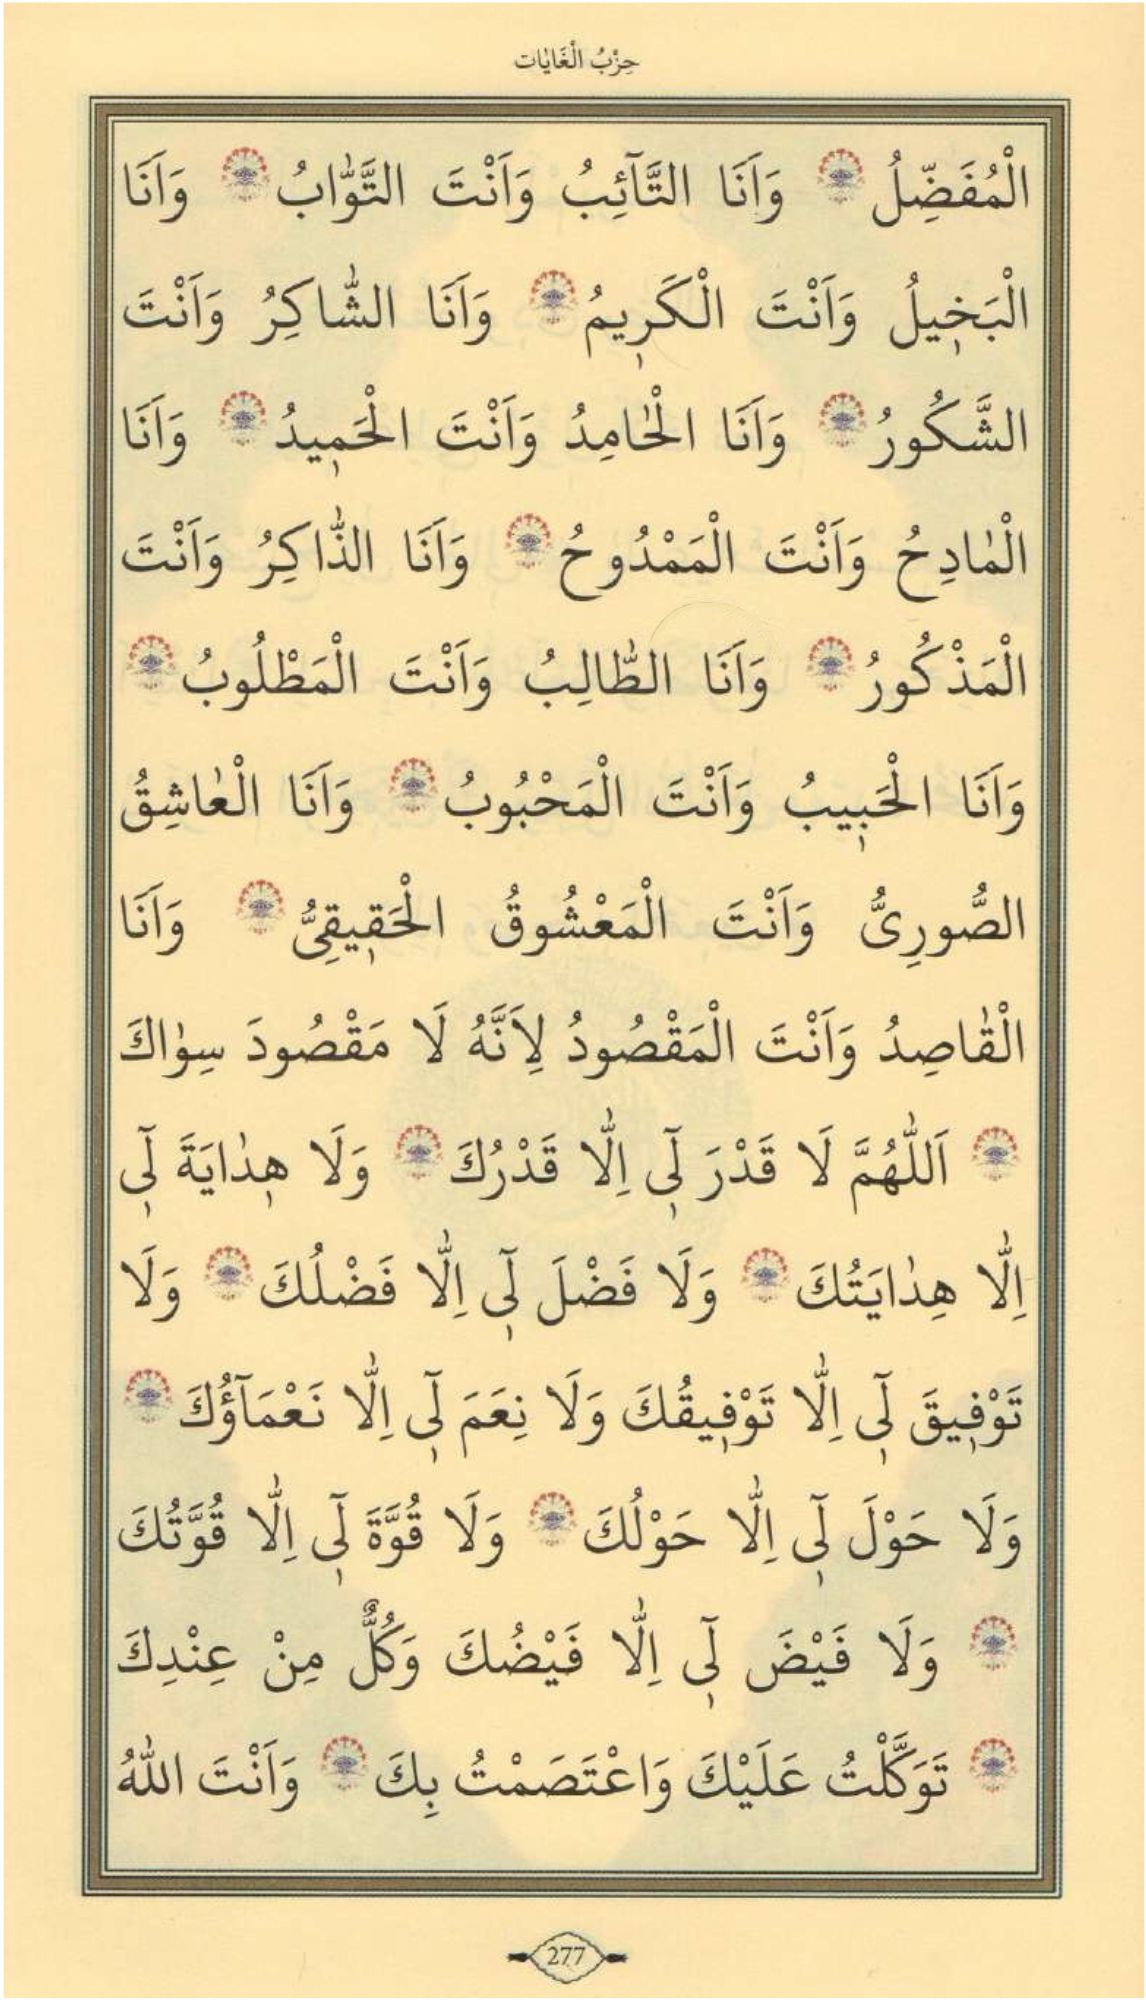 حِزْبُ الْغَايَات
الْمُفَضِّلُ ۞ وَاَنَا التَّآئِبُ وَاَنْتَ التَّوَّابُ ۞ وَاَنَا
الْبَخٖيلُ وَاَنْتَ الْكَرٖيمُ ۞ وَاَنَا الشَّاكِرُ وَاَنْتَ
الشَّكُورُ ۞ وَاَنَا الْحَامِدُ وَاَنْتَ الْحَمٖيدُ ۞ وَاَنَا
الْمَادِحُ وَاَنْتَ الْمَمْدُوحُ ۞ وَاَنَا الذَّاكِرُ وَاَنْتَ
الْمَذْكُورُ ۞ وَاَنَا الطَّالِبُ وَاَنْتَ الْمَطْلُوبُ ۞
وَاَنَا الْحَبٖيبُ وَاَنْتَ الْمَحْبُوبُ ۞ وَاَنَا الْعَاشِقُ
الصُّورِىُّ وَاَنْتَ الْمَعْشُوقُ الْحَقٖيقِىُّ ۞ وَاَنَا
الْقَاصِدُ وَاَنْتَ الْمَقْصُودُ لِاَنَّهُ لَا مَقْصُودَ سِوٰاكَ
۞ اَللّٰهُمَّ لَا قَدْرَ لٖٓى اِلَّا قَدْرُكَ ۞ وَلَا هِدٰايَةَ لٖٓى
اِلَّا هِدٰايَتُكَ ۞ وَلَا فَضْلَ لٖٓى اِلَّا فَضْلُكَ ۞ وَلَا
تَوْفٖيقَ لٖٓى اِلَّا تَوْفٖيقُكَ وَلَا نِعَمَ لٖٓى اِلَّا نَعْمَآؤُكَ ۞
وَلَا حَوْلَ لٖٓى اِلَّا حَوْلُكَ ۞ وَلَا قُوَّةَ لٖٓى اِلَّا قُوَّتُكَ
۞ وَلَا فَيْضَ لٖٓى اِلَّا فَيْضُكَ وَكُلٌّ مِنْ عِنْدِكَ
۞ تَوَكَّلْتُ عَلَيْكَ وَاعْتَصَمْتُ بِكَ ۞ وَاَنْتَ اللّٰهُ
277